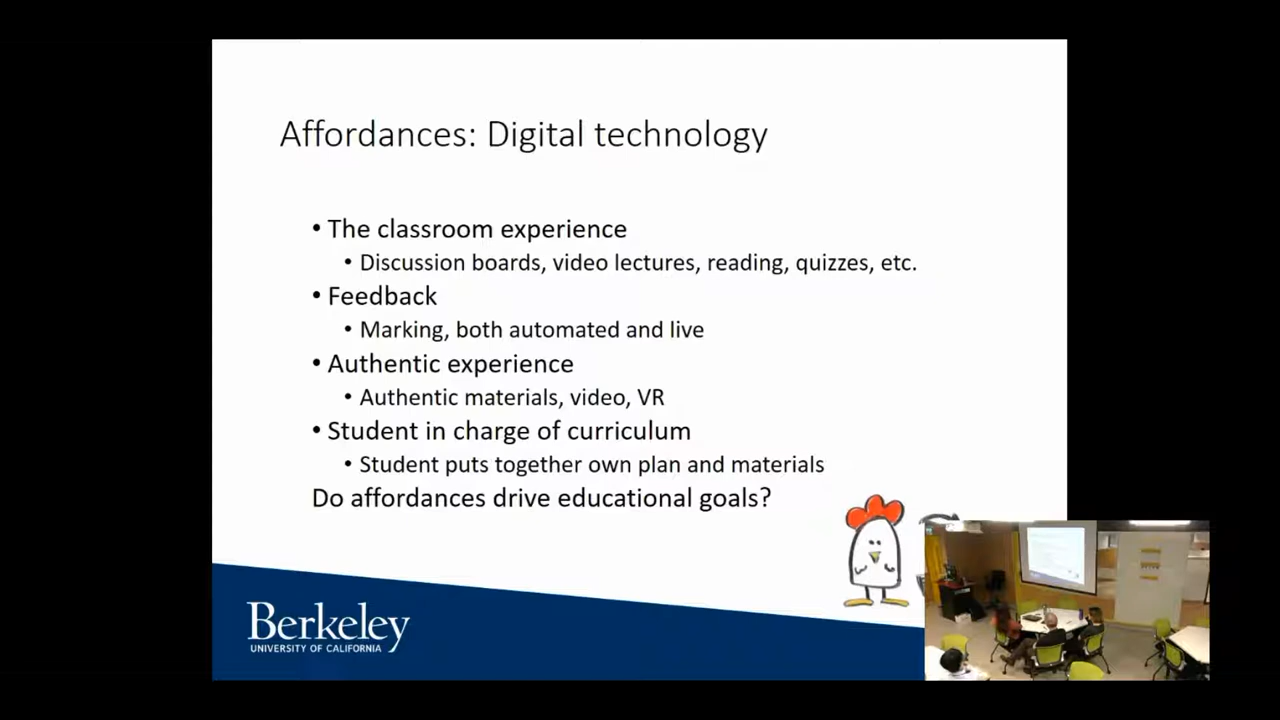 Affordances: Digital technology
• The classroom experience
• Discussion boards, video lectures, reading, quizzes, etc.
• Feedback
• Marking, both automated and live
• Authentic experience
• Authentic materials, video, VR
• Student in charge of curriculum
• Student puts together own plan and materials
Do affordances drive educational goals?
Berkeley
UNIVERSITY OF CALIFORNIA